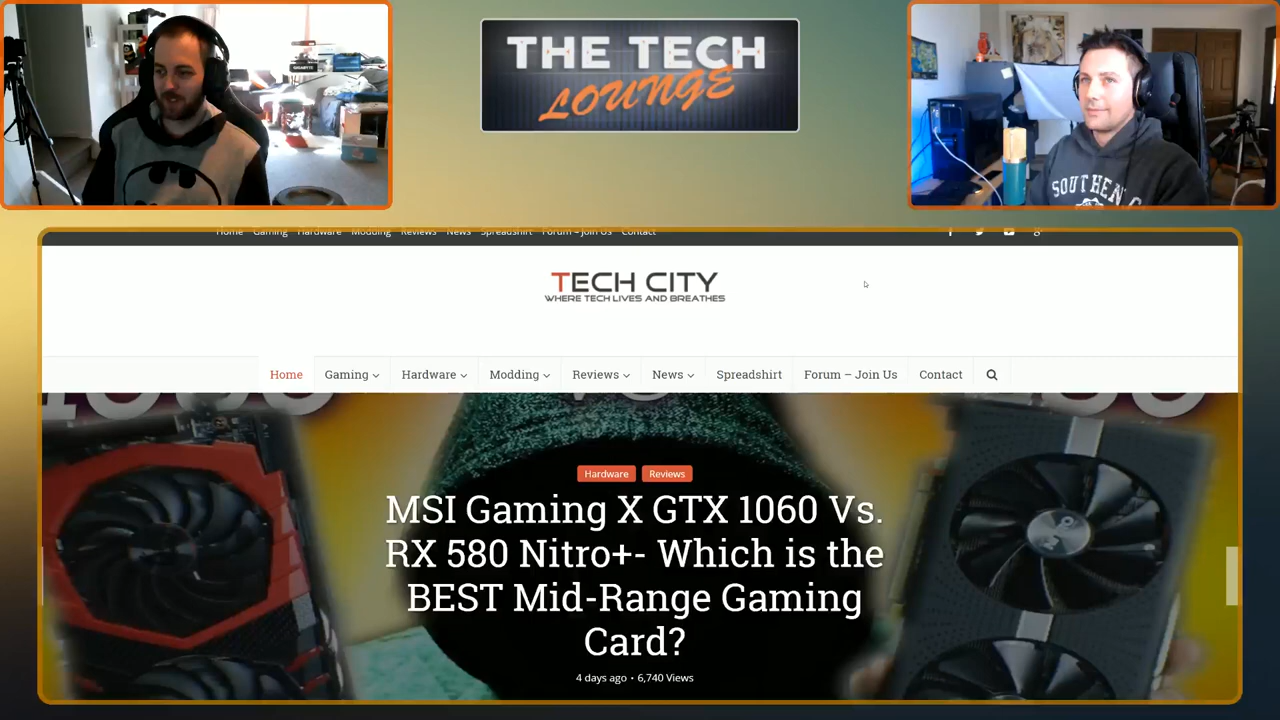 THE TECH
LOUNGE
SOUTHERN
Home Gaming Hardware Modding Reviews News Spreadshirt Forum – Join Us Contact
TECH CITY
WHERE TECH LIVES AND BREATHES
Home Gaming Hardware Modding Reviews News Spreadshirt Forum – Join Us Contact
Hardware Reviews
MSI Gaming X GTX 1060 Vs.
RX 580 Nitro+- Which is the
BEST Mid-Range Gaming
Card?
4 days ago • 6,740 Views